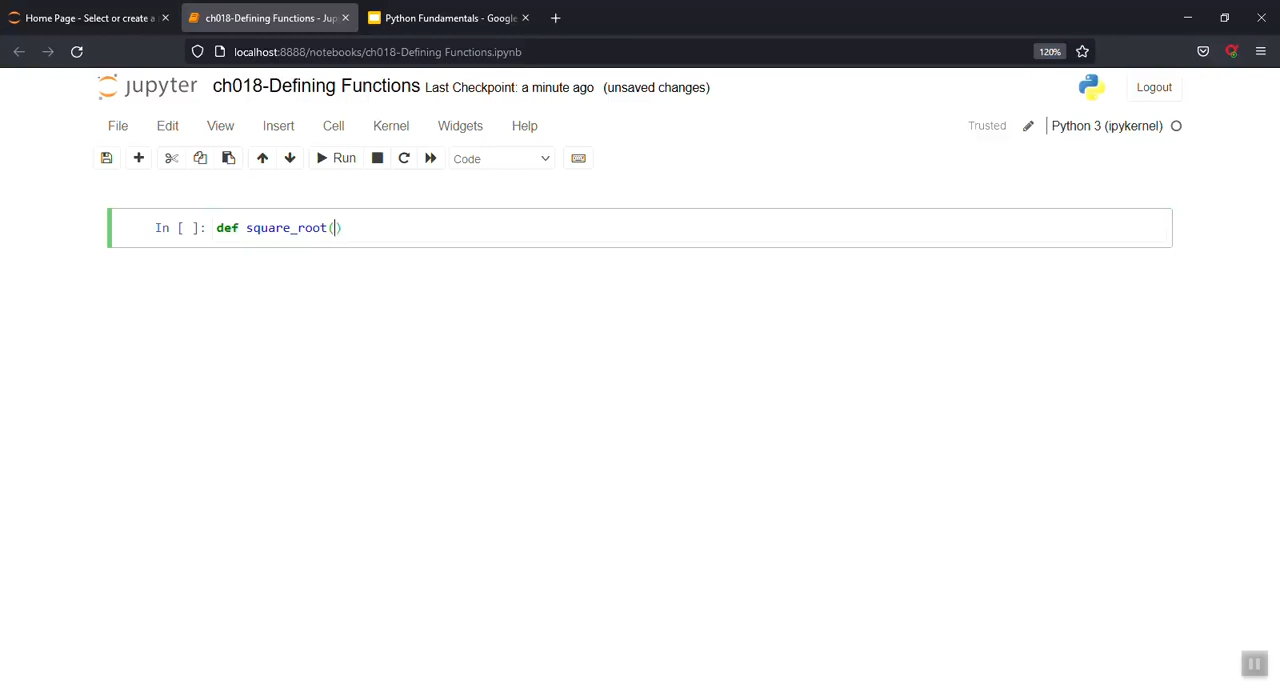 Home Page - Select or create a
ch018-Defining Functions - Jup
Python Fundamentals - Google
localhost:8888/notebooks/ch018-Defining Functions.ipynb
120%
jupyter ch018-Defining Functions Last Checkpoint: a minute ago (unsaved changes)
Logout
File Edit View Insert Cell Kernel Widgets Help
Trusted
Python 3 (ipykernel)
Run
Code
In [ ]: def square_root()